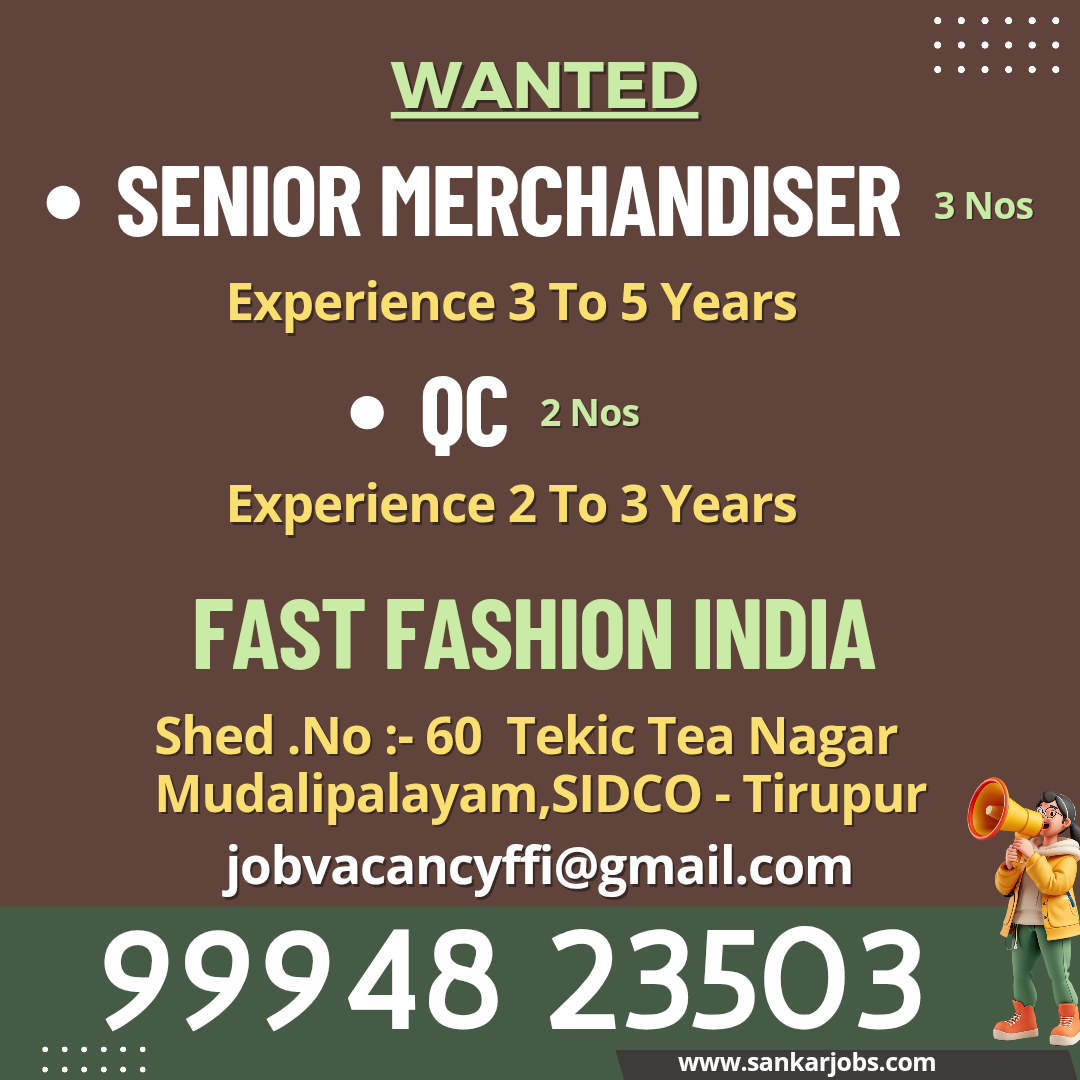 WANTED
• SENIOR MERCHANDISER 3 Nos
Experience 3 To 5 Years
• QC 2 Nos
Experience 2 To 3 Years
FAST FASHION INDIA
Shed .No :- 60 Tekic Tea Nagar
Mudalipalayam,SIDCO - Tirupur
jobvacancyffi@gmail.com
99948 23503
www.sankarjobs.com